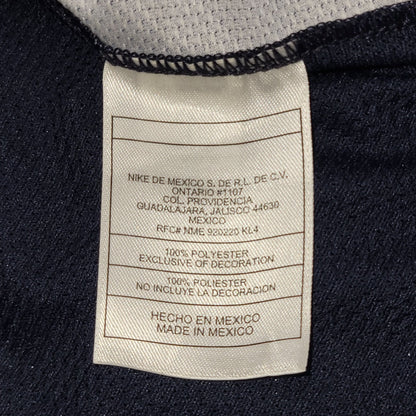 NIKE DE MEXICO S. DE R.L. DE C.V.
ONTARIO #1107
COL. PROVIDENCIA
GUADALAJARA, JALISCO 44630
MEXICO
RFC# NME 920220 KL4
100% POLYESTER
EXCLUSIVE OF DECORATION
100% POLIESTER
NO INCLUYE LA DECORACION
HECHO EN MEXICO
MADE IN MEXICO